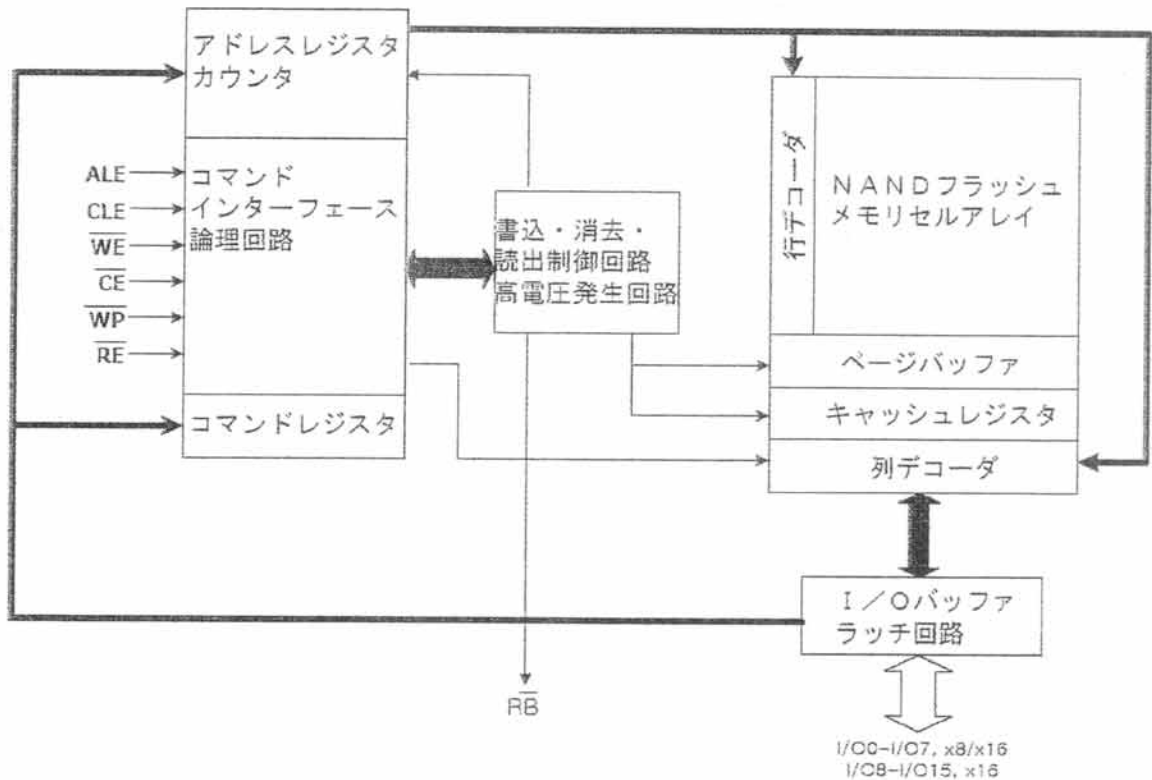 アドレスレジスタ
カウンタ
ALE
CLE
W̅E̅
C̅E̅
W̅P̅
R̅E̅
コマンド
インターフェース
論理回路
コマンドレジスタ
書込・消去・
読出制御回路
高電圧発生回路
行デコーダ
ＮＡＮＤフラッシュ
メモリセルアレイ
ページバッファ
キャッシュレジスタ
列デコーダ
Ｉ／Ｏバッファ
ラッチ回路
RB̅
I/O0-I/O7, x8/x16
I/O8-I/O15, x16